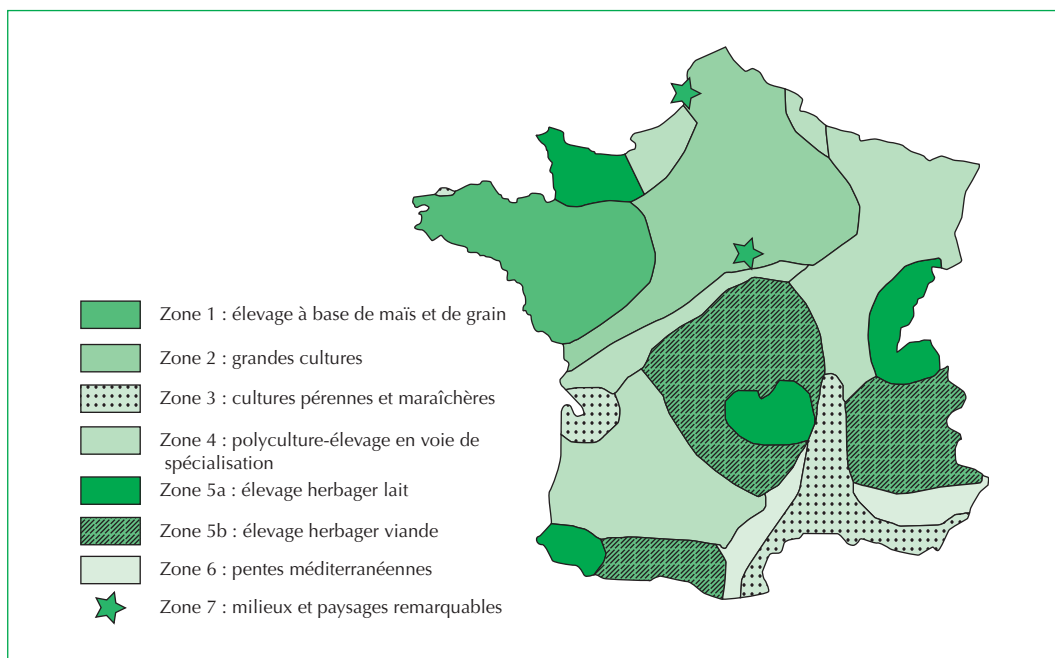 Zone 1 : élevage à base de maïs et de grain
Zone 2 : grandes cultures
Zone 3 : cultures pérennes et maraîchères
Zone 4 : polyculture-élevage en voie de
spécialisation
Zone 5a : élevage herbager lait
Zone 5b : élevage herbager viande
Zone 6 : pentes méditerranéennes
Zone 7 : milieux et paysages remarquables